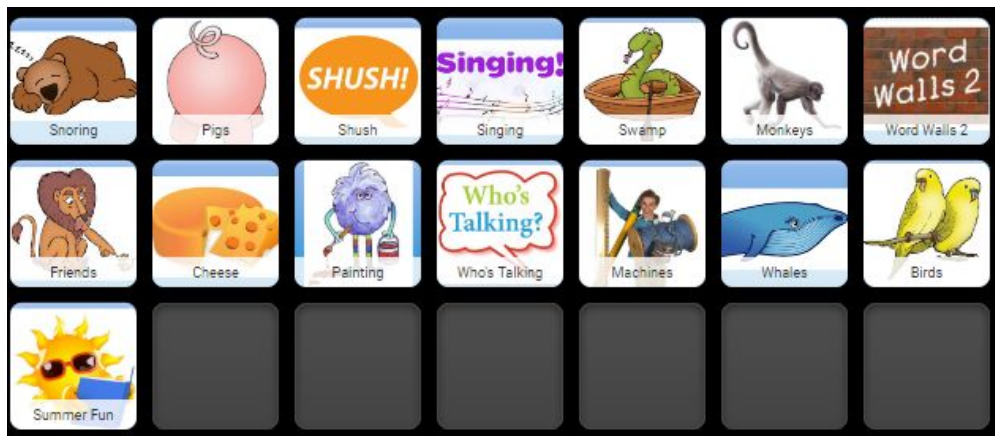 Snoring
Pigs
SHUSH!
Shush
Singing!
Singing
Swamp
Monkeys
Word
Walls 2
Word Walls 2
Friends
Cheese
Painting
Who's
Talking?
Who's Talking
Machines
Whales
Birds
Summer Fun